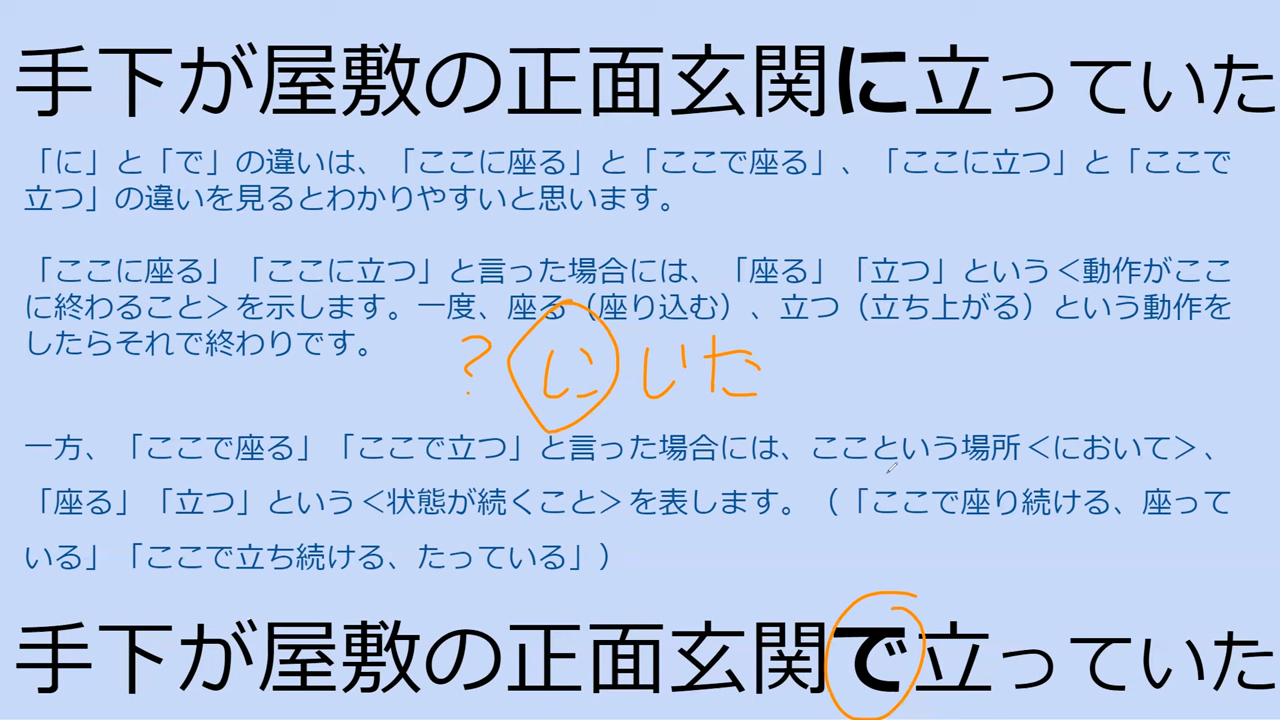 手下が屋敷の正面玄関に立っていた
「に」と「で」の違いは、「ここに座る」と「ここで座る」、「ここに立つ」と「ここで
立つ」の違いを見るとわかりやすいと思います。
「ここに座る」「ここに立つ」と言った場合には、「座る」「立つ」という＜動作がここ
に終わること＞を示します。一度、座る（座り込む）、立つ（立ち上がる）という動作を
したらそれで終わりです。
? に いた
一方、「ここで座る」「ここで立つ」と言った場合には、ここという場所＜において＞、
「座る」「立つ」という＜状態が続くこと＞を表します。（「ここで座り続ける、座って
いる」「ここで立ち続ける、たっている」）
手下が屋敷の正面玄関で立っていた